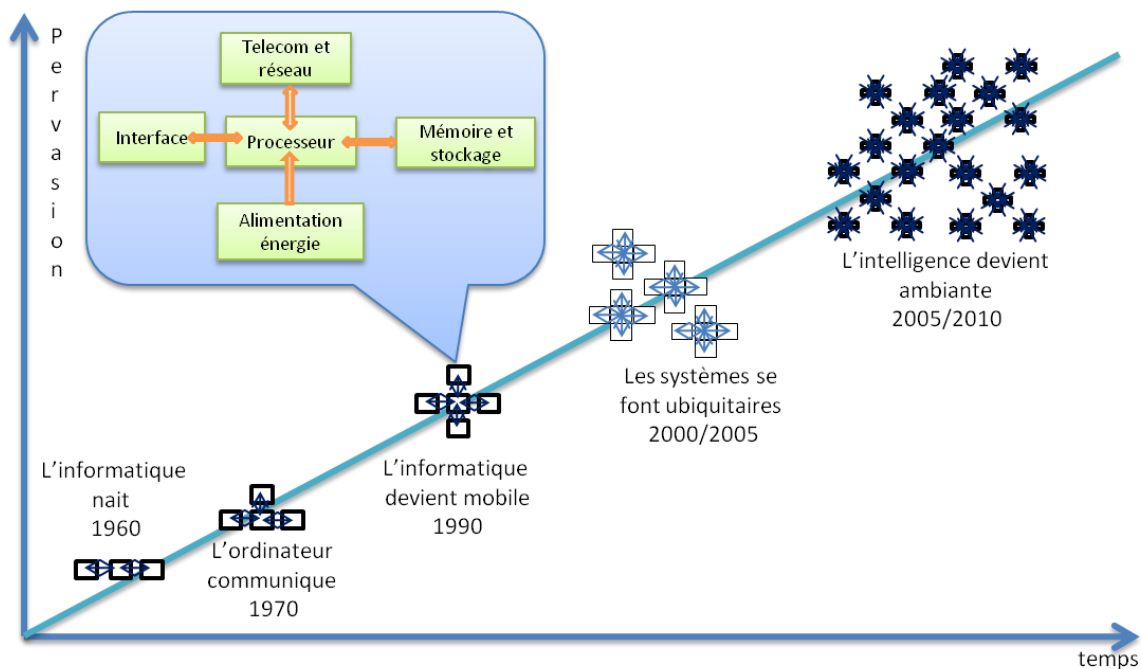 Pervasion
Telecom et
réseau
Interface
Processeur
Mémoire et
stockage
Alimentation
énergie
L'intelligence devient
ambiante
2005/2010
Les systèmes se
font ubiquitaires
2000/2005
L'informatique
devient mobile
1990
L'informatique
nait
1960
L'ordinateur
communique
1970
temps